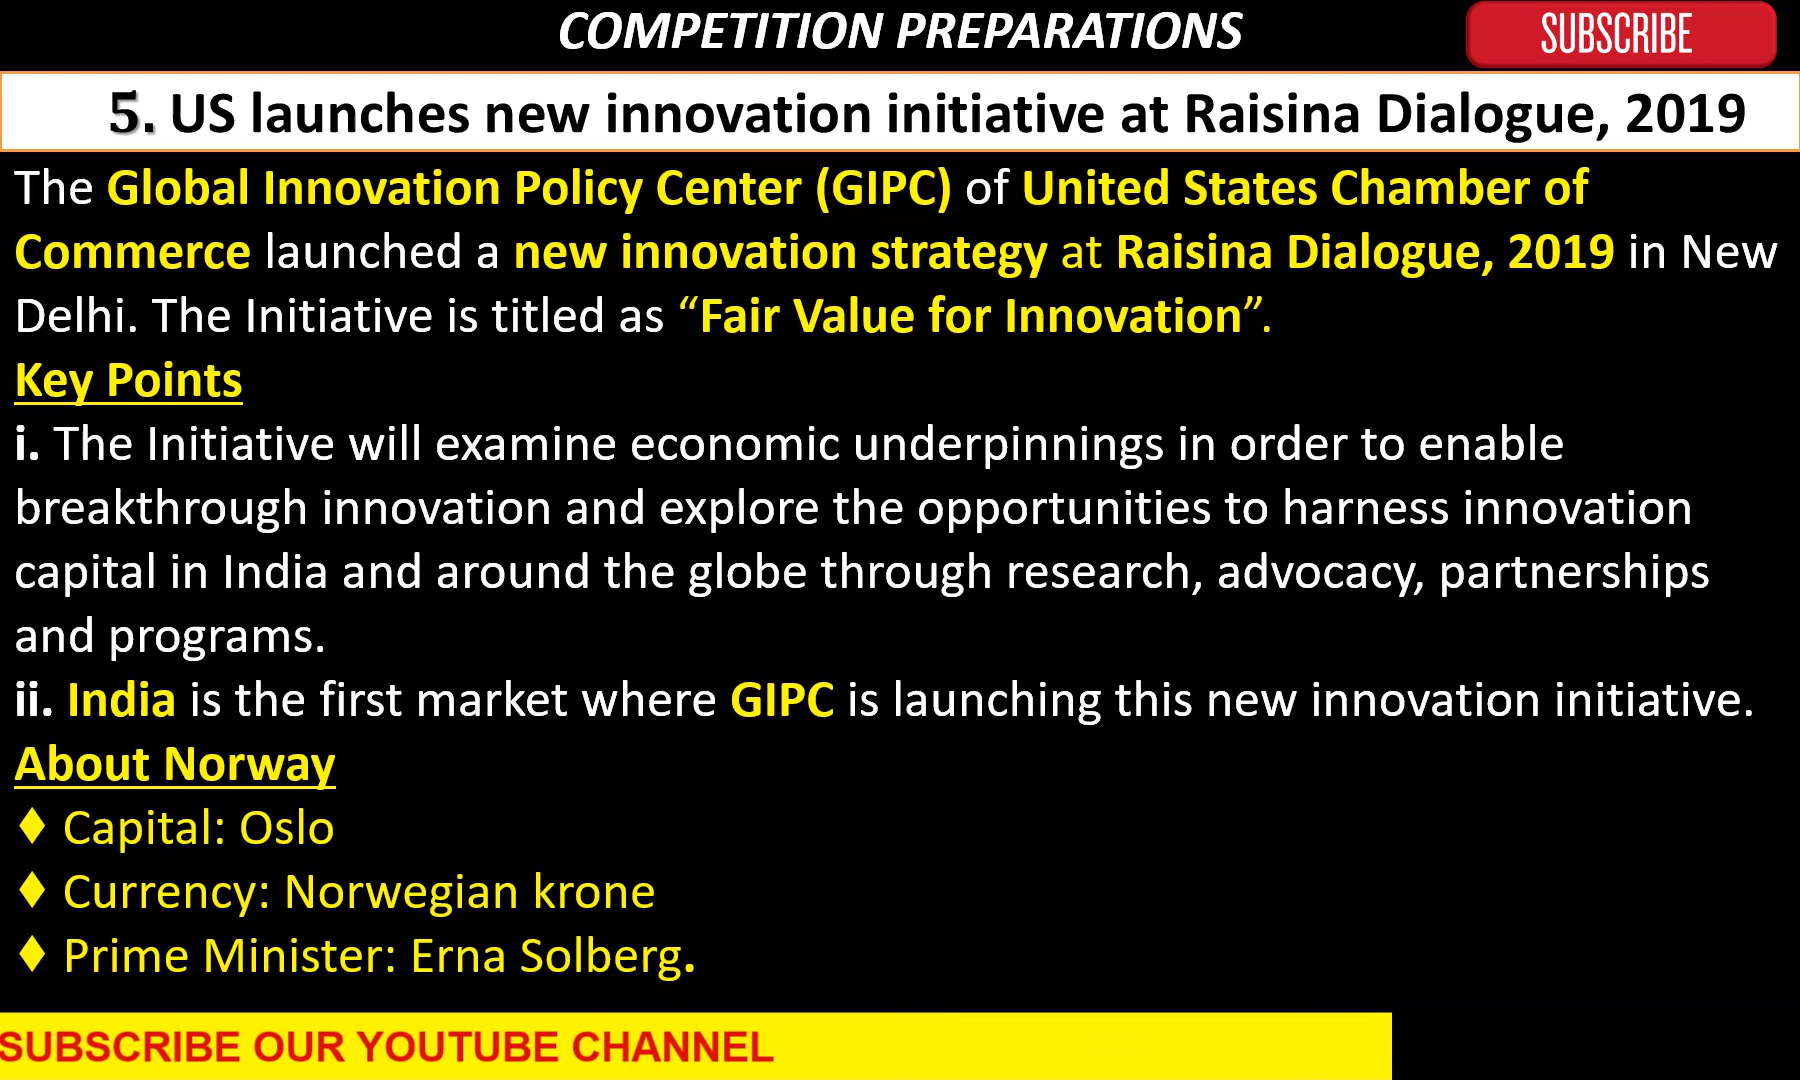 COMPETITION PREPARATIONS
SUBSCRIBE
5. US launches new innovation initiative at Raisina Dialogue, 2019
The Global Innovation Policy Center (GIPC) of United States Chamber of
Commerce launched a new innovation strategy at Raisina Dialogue, 2019 in New
Delhi. The Initiative is titled as “Fair Value for Innovation”.
Key Points
i. The Initiative will examine economic underpinnings in order to enable
breakthrough innovation and explore the opportunities to harness innovation
capital in India and around the globe through research, advocacy, partnerships
and programs.
ii. India is the first market where GIPC is launching this new innovation initiative.
About Norway
♦ Capital: Oslo
♦ Currency: Norwegian krone
♦ Prime Minister: Erna Solberg.
SUBSCRIBE OUR YOUTUBE CHANNEL